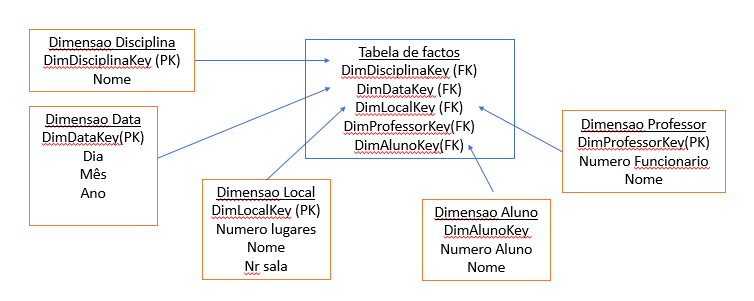 Dimensao Disciplina
DimDisciplinaKey (PK)
Nome
Tabela de factos
DimDisciplinaKey (FK)
DimDataKey (FK)
DimLocalKey (FK)
DimProfessorKey(FK)
DimAlunoKey(FK)
Dimensao Data
DimDataKey(PK)
Dia
Mês
Ano
Dimensao Professor
DimProfessorKey(PK)
Numero Funcionario
Nome
Dimensao Local
DimLocalKey (PK)
Numero lugares
Nome
Nr sala
Dimensao Aluno
DimAlunoKey
Numero Aluno
Nome